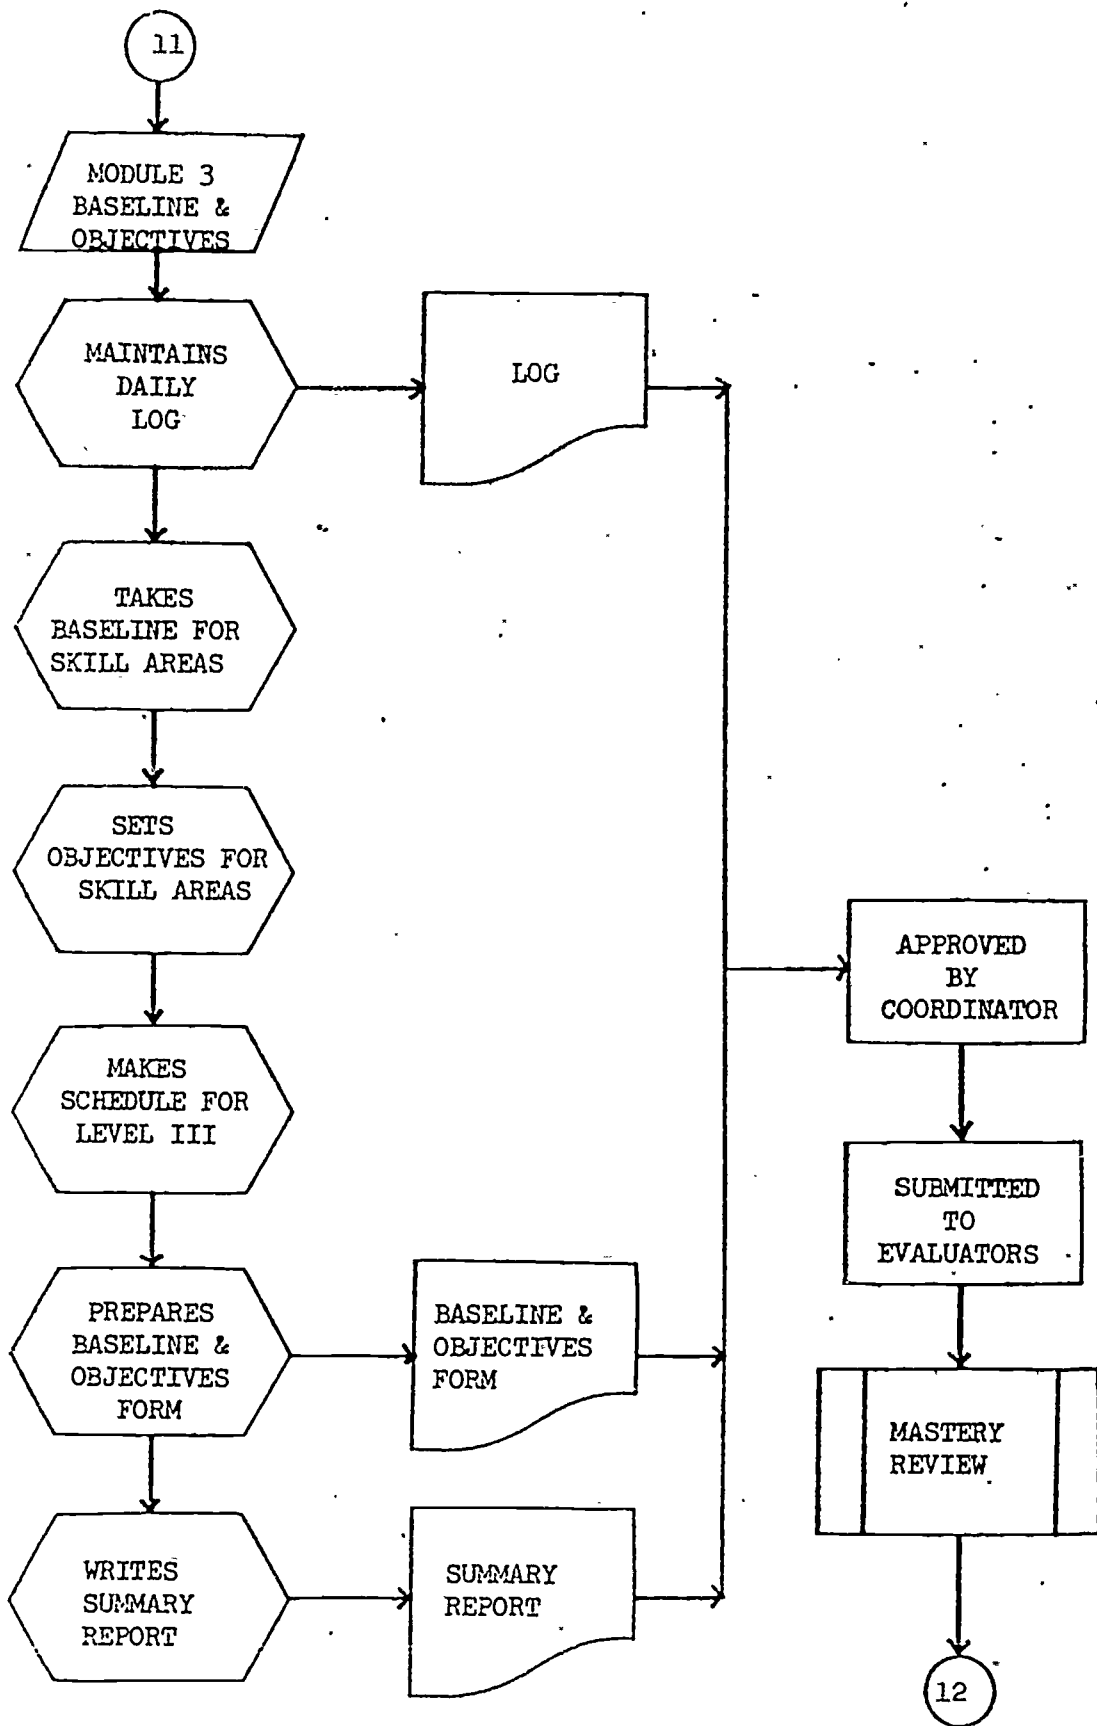 11
MODULE 3
BASELINE &
OBJECTIVES
MAINTAINS
DAILY
LOG
LOG
TAKES
BASELINE FOR
SKILL AREAS
SETS
OBJECTIVES FOR
SKILL AREAS
MAKES
SCHEDULE FOR
LEVEL III
PREPARES
BASELINE &
OBJECTIVES
FORM
BASELINE &
OBJECTIVES
FORM
WRITES
SUMMARY
REPORT
SUMMARY
REPORT
APPROVED
BY
COORDINATOR
SUBMITTED
TO
EVALUATORS
MASTERY
REVIEW
12